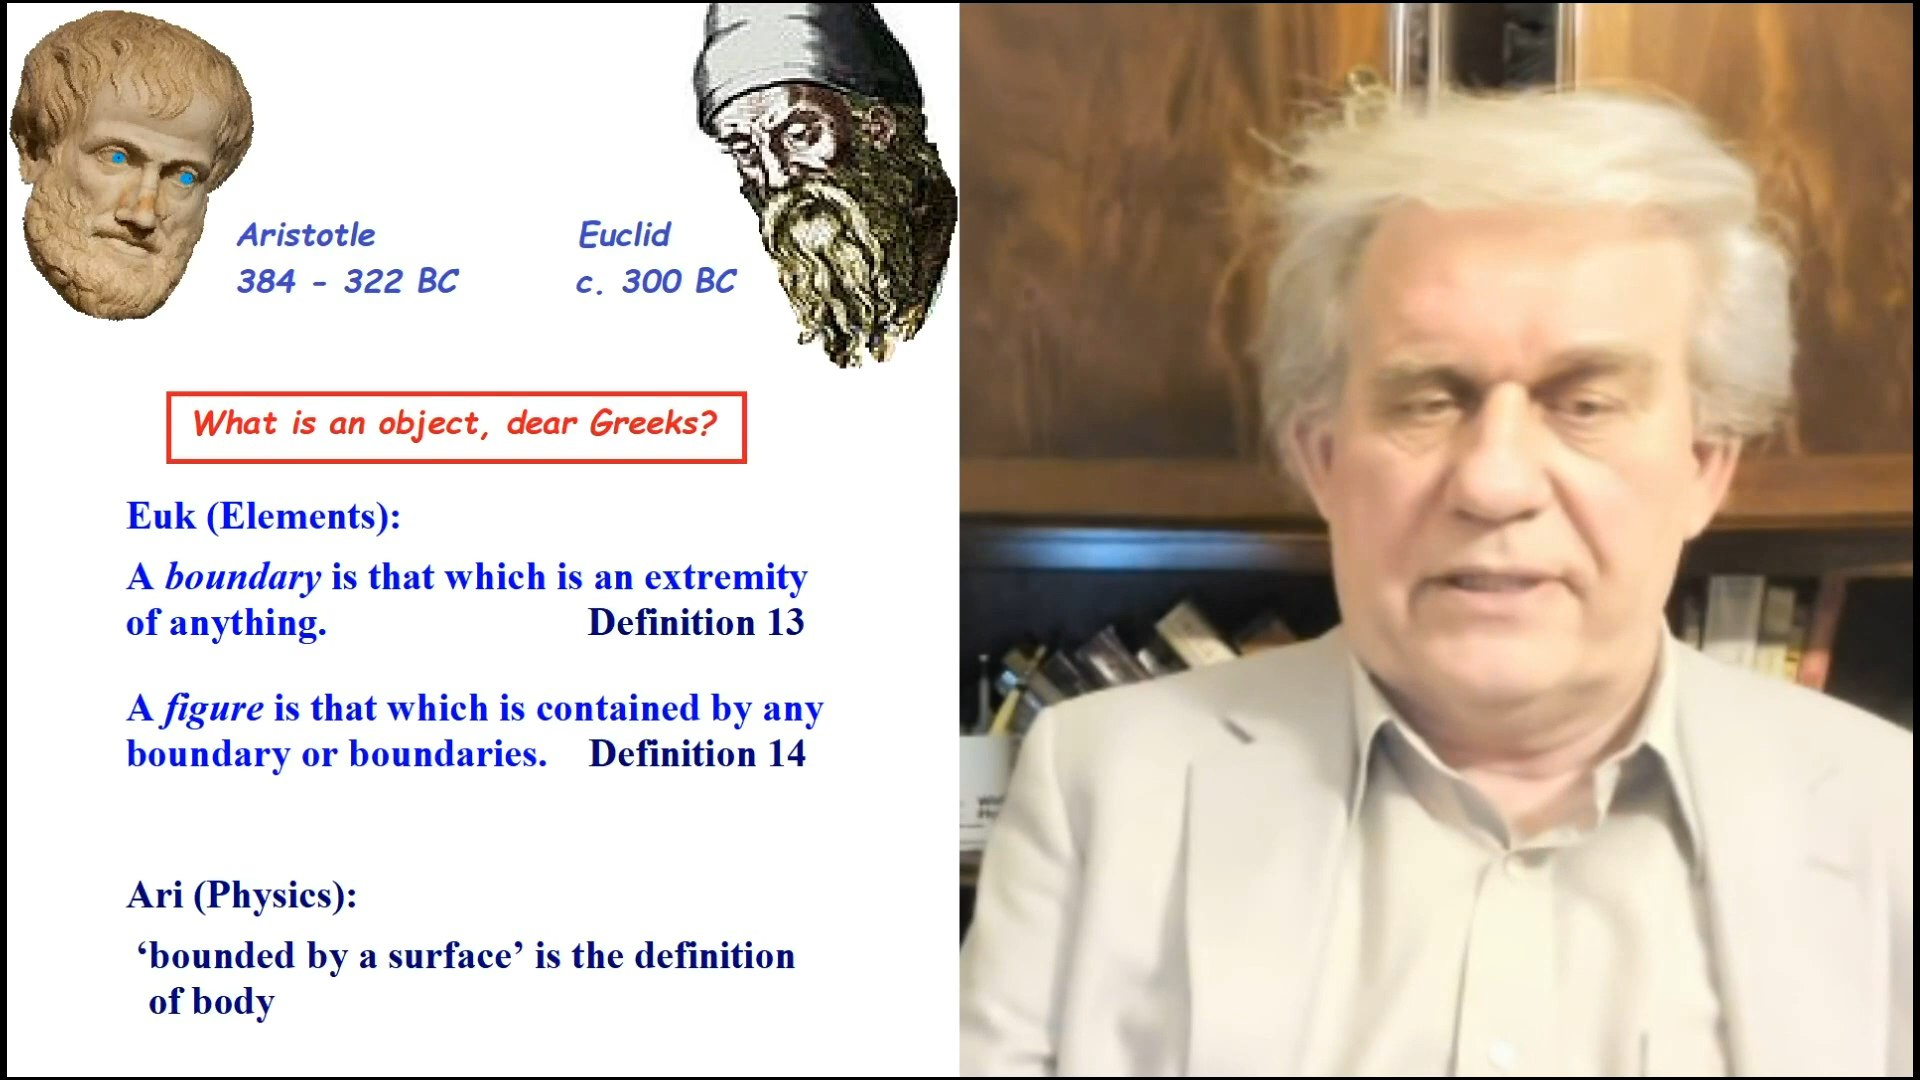 Aristotle
384 - 322 BC
Euclid
c. 300 BC
What is an object, dear Greeks?
Euk (Elements):
A boundary is that which is an extremity
of anything. Definition 13
A figure is that which is contained by any
boundary or boundaries. Definition 14
Ari (Physics):
‘bounded by a surface’ is the definition
of body